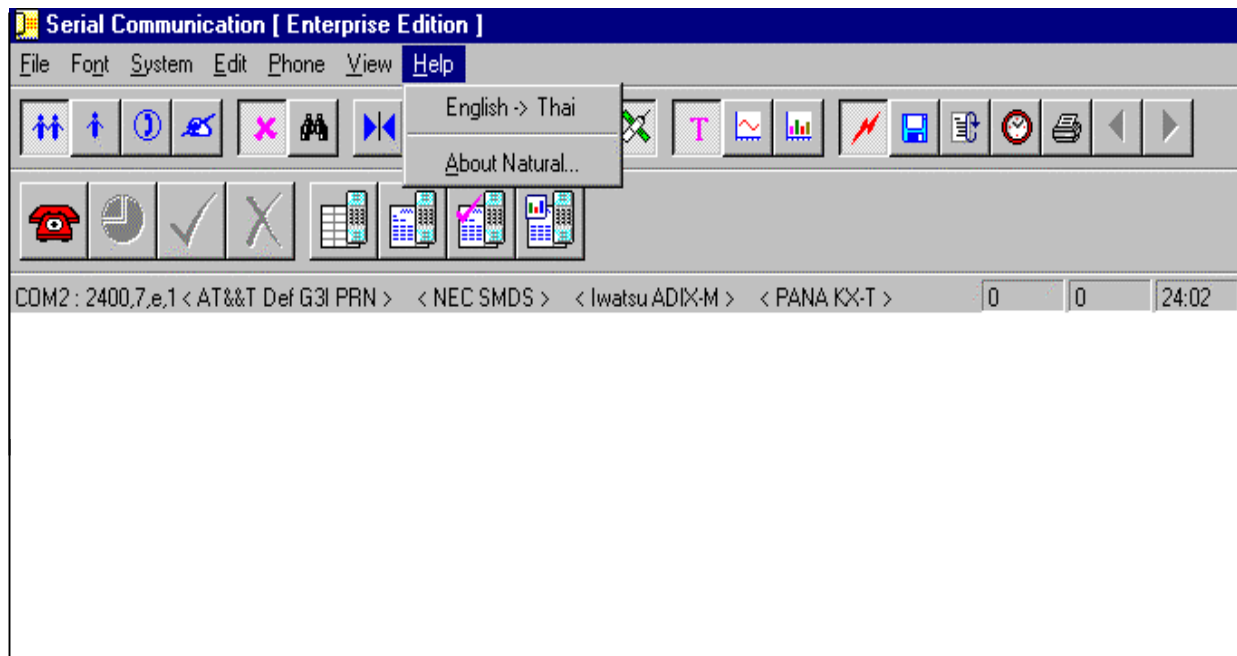 Serial Communication [ Enterprise Edition ]
File Font System Edit Phone View Help
English -> Thai
About Natural...
T
COM2 : 2400,7,e,1 < AT&&T Def G3I PRN > < NEC SMDS > < Iwatsu ADIX-M > < PANA KX-T > 0 0 24:02